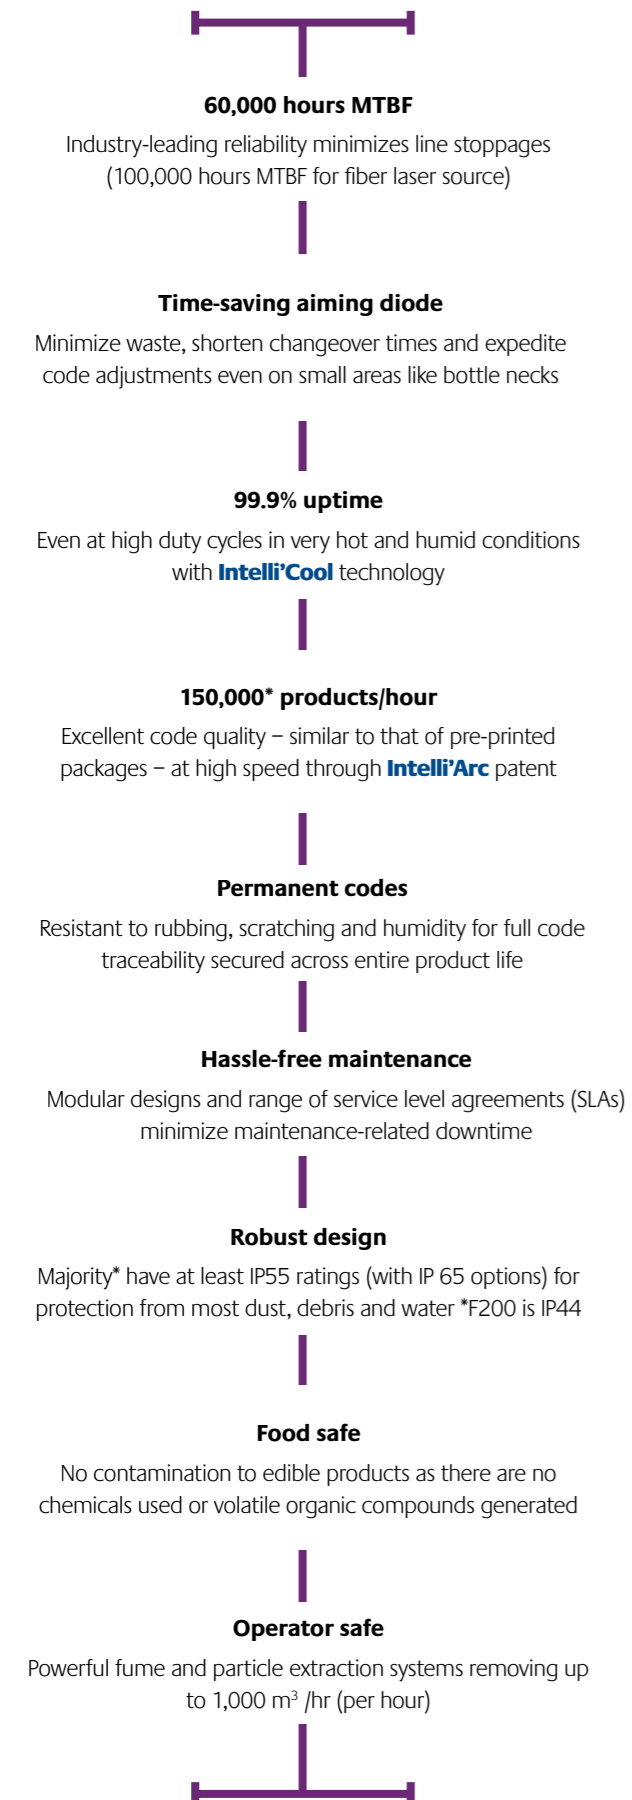 60,000 hours MTBF
Industry-leading reliability minimizes line stoppages
(100,000 hours MTBF for fiber laser source)
Time-saving aiming diode
Minimize waste, shorten changeover times and expedite
code adjustments even on small areas like bottle necks
99.9% uptime
Even at high duty cycles in very hot and humid conditions
with Intelli’Cool technology
150,000* products/hour
Excellent code quality – similar to that of pre-printed
packages – at high speed through Intelli’Arc patent
Permanent codes
Resistant to rubbing, scratching and humidity for full code
traceability secured across entire product life
Hassle-free maintenance
Modular designs and range of service level agreements (SLAs)
minimize maintenance-related downtime
Robust design
Majority* have at least IP55 ratings (with IP 65 options) for
protection from most dust, debris and water *F200 is IP44
Food safe
No contamination to edible products as there are no
chemicals used or volatile organic compounds generated
Operator safe
Powerful fume and particle extraction systems removing up
to 1,000 m³ /hr (per hour)